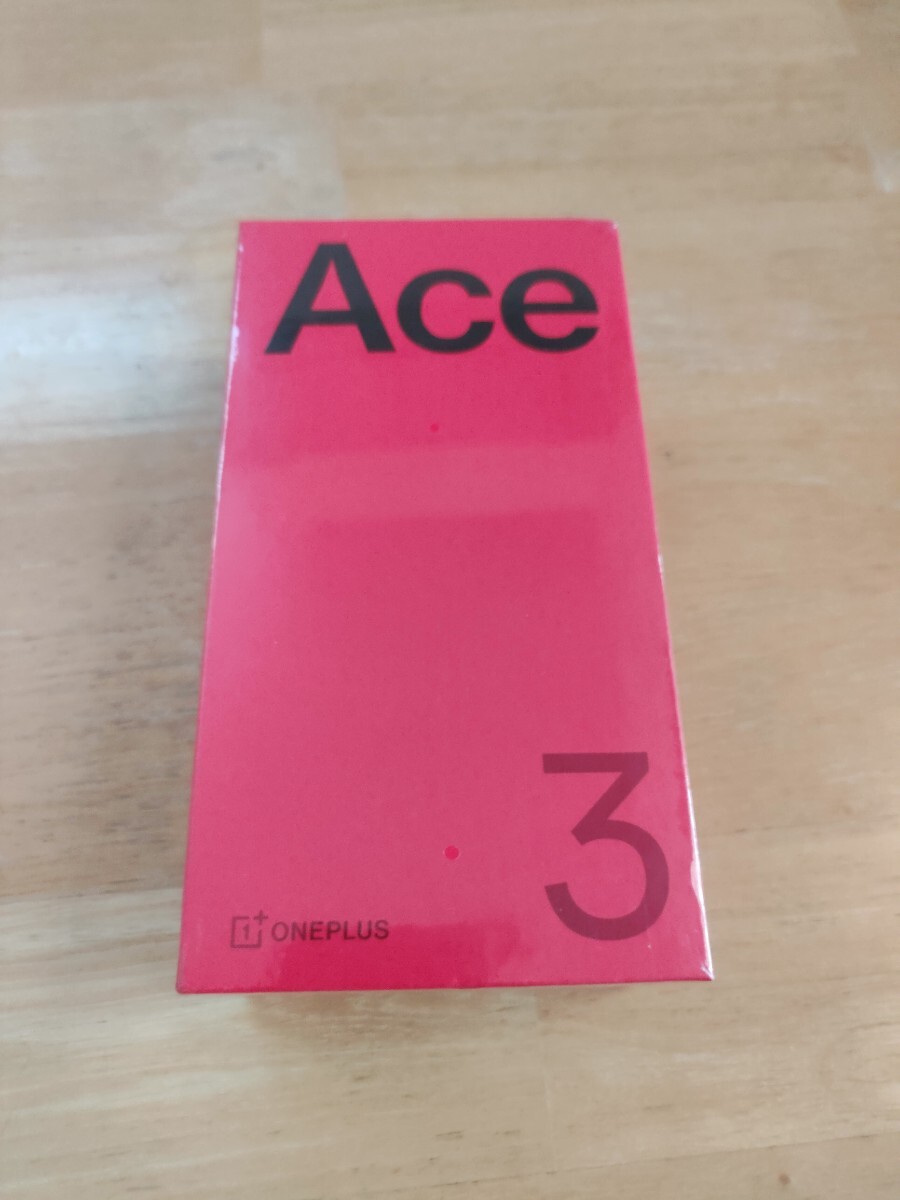 Ace
3
1+ ONEPLUS